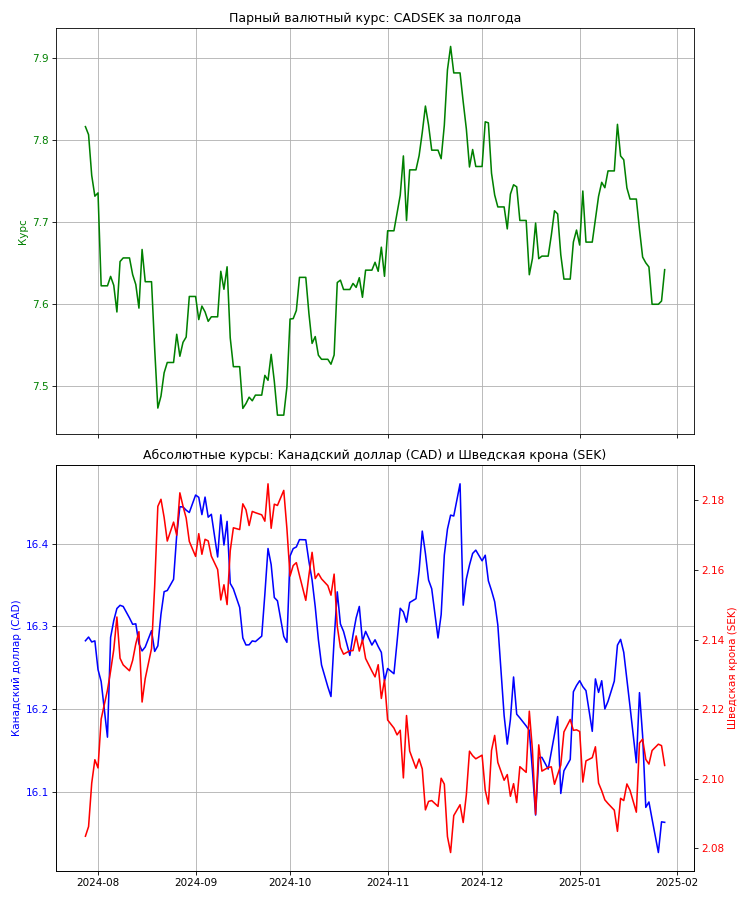 Парный валютный курс: CADSEK за полгода
7.9
7.8
7.7
7.6
7.5
Курс
Абсолютные курсы: Канадский доллар (CAD) и Шведская крона (SEK)
16.4
16.3
16.2
16.1
Канадский доллар (CAD)
2.18
2.16
2.14
2.12
2.10
2.08
Шведская крона (SEK)
2024-08 2024-09 2024-10 2024-11 2024-12 2025-01 2025-02